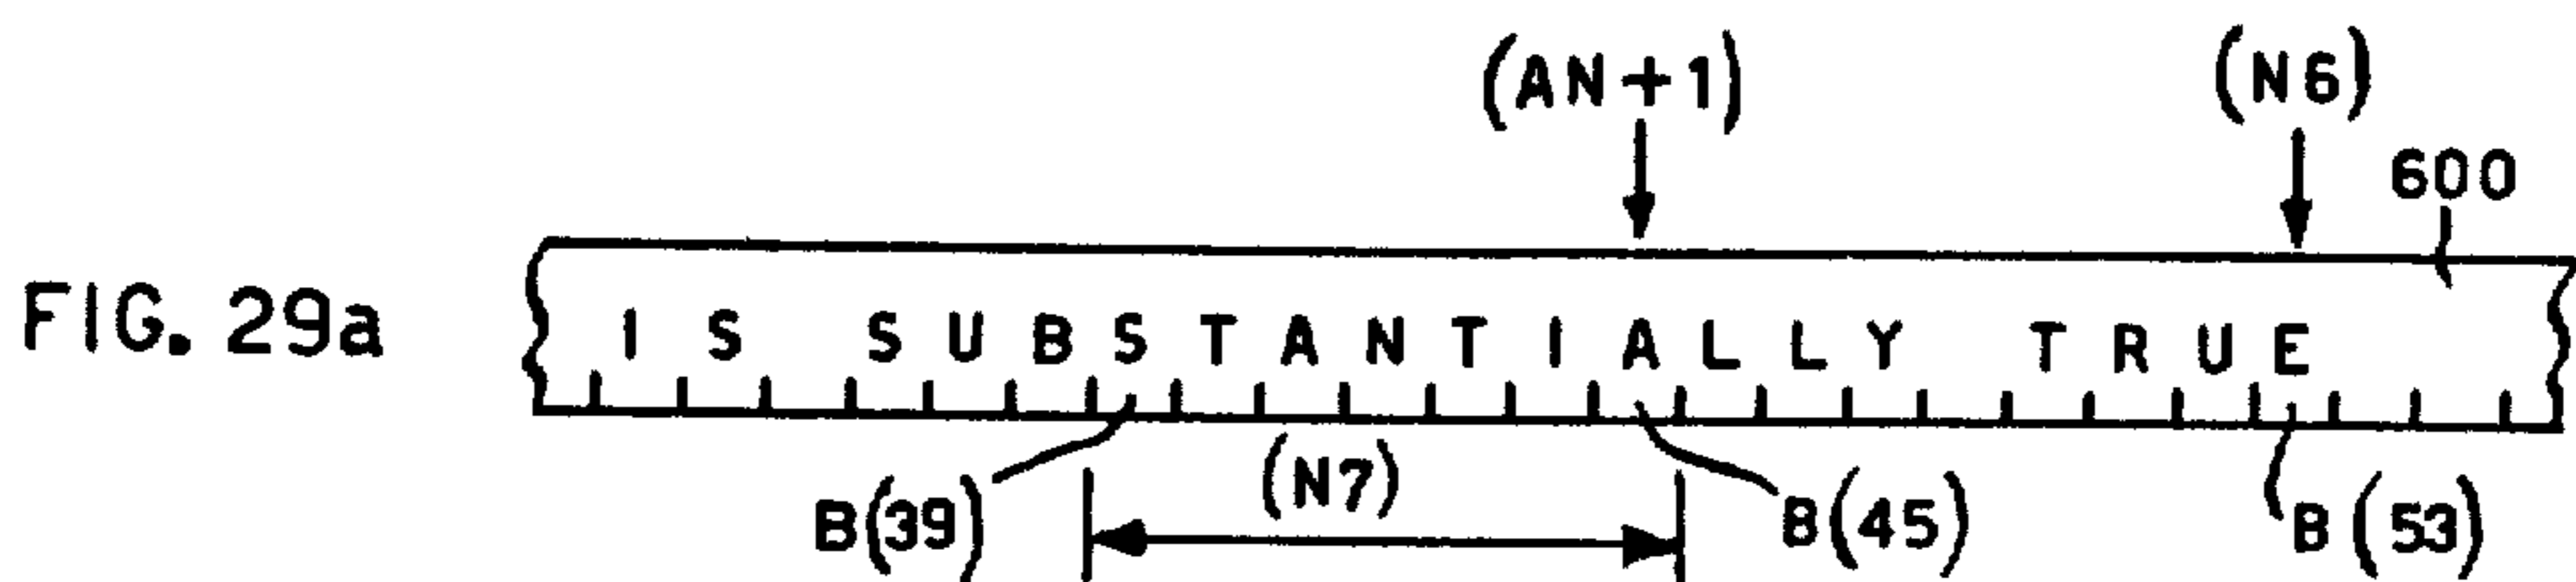 (AN+1) (N6)
600
FIG. 29a IS SUBSTANTIALLY TRUE
(N7)
B(39) B(45) B(53)